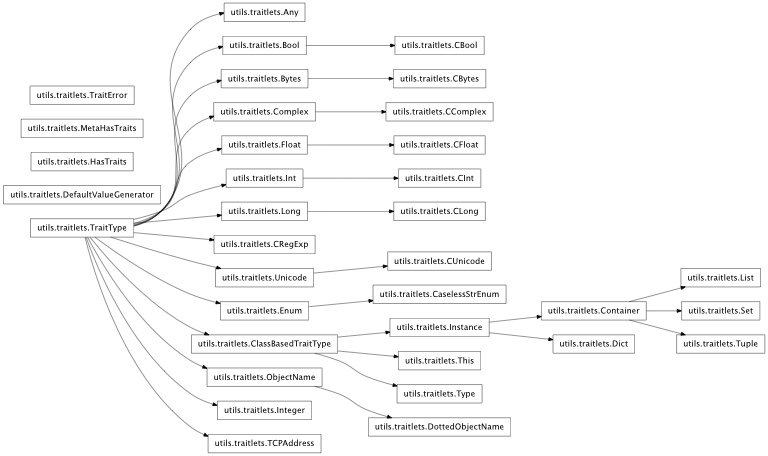 utils.traitlets.Any
utils.traitlets.Bool
utils.traitlets.CBool
utils.traitlets.Bytes
utils.traitlets.CBytes
utils.traitlets.TraitError
utils.traitlets.Complex
utils.traitlets.CComplex
utils.traitlets.MetaHasTraits
utils.traitlets.Float
utils.traitlets.CFloat
utils.traitlets.HasTraits
utils.traitlets.Int
utils.traitlets.CInt
utils.traitlets.DefaultValueGenerator
utils.traitlets.Long
utils.traitlets.CLong
utils.traitlets.TraitType
utils.traitlets.CRegExp
utils.traitlets.CUnicode
utils.traitlets.Unicode
utils.traitlets.List
utils.traitlets.CaselessStrEnum
utils.traitlets.Enum
utils.traitlets.Container
utils.traitlets.Set
utils.traitlets.Instance
utils.traitlets.ClassBasedTraitType
utils.traitlets.Dict
utils.traitlets.Tuple
utils.traitlets.This
utils.traitlets.ObjectName
utils.traitlets.Type
utils.traitlets.Integer
utils.traitlets.DottedObjectName
utils.traitlets.TCPAddress